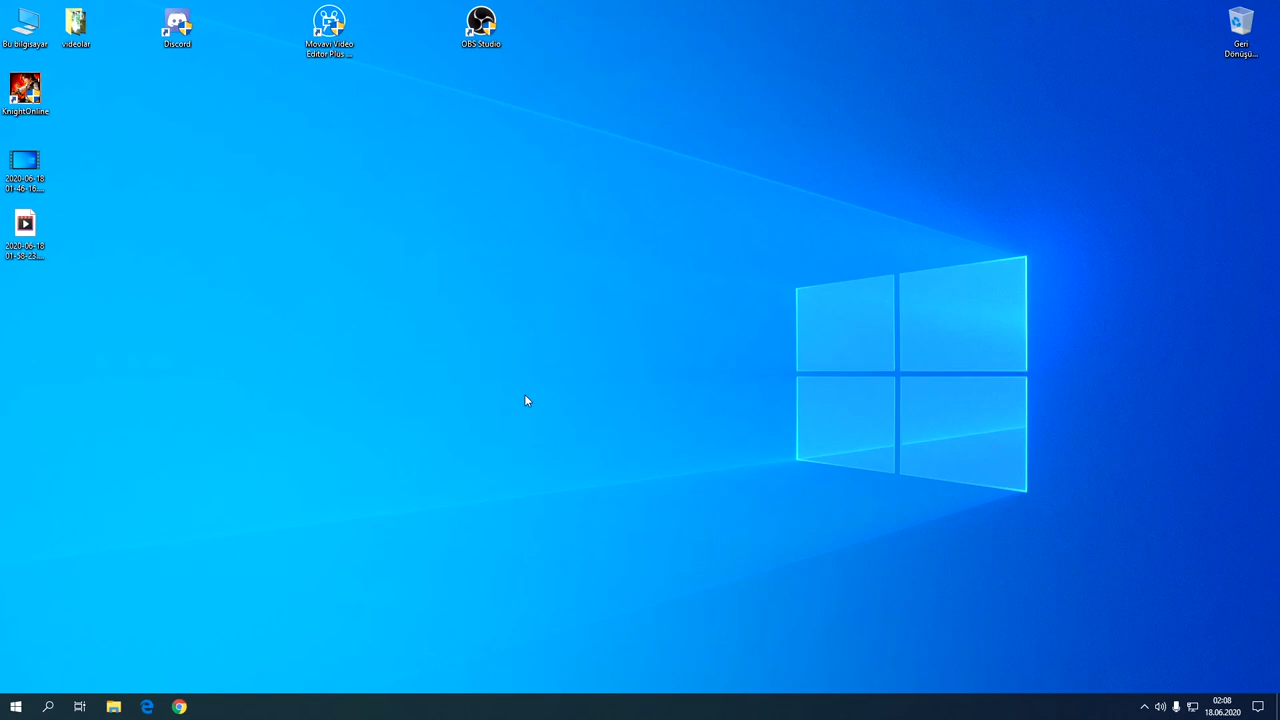 Bu bilgisayar
videolar
Discord
Movavi Video
Editor Plus ...
OBS Studio
Geri
Dönüşü...
KnightOnline
2020-06-18
01-46-16....
2020-06-18
01-58-23....
02:08
18.06.2020